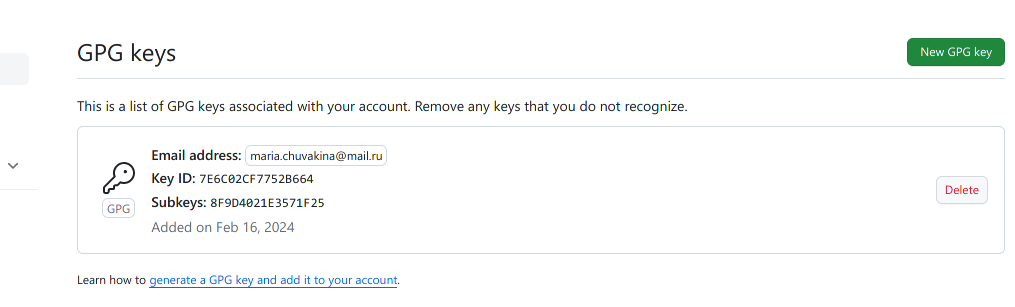 GPG keys
New GPG key
This is a list of GPG keys associated with your account. Remove any keys that you do not recognize.
Email address: maria.chuvakina@mail.ru
Key ID: 7E6C02CF7752B664
GPG
Subkeys: 8F9D4021E3571F25
Delete
Added on Feb 16, 2024
Learn how to generate a GPG key and add it to your account.